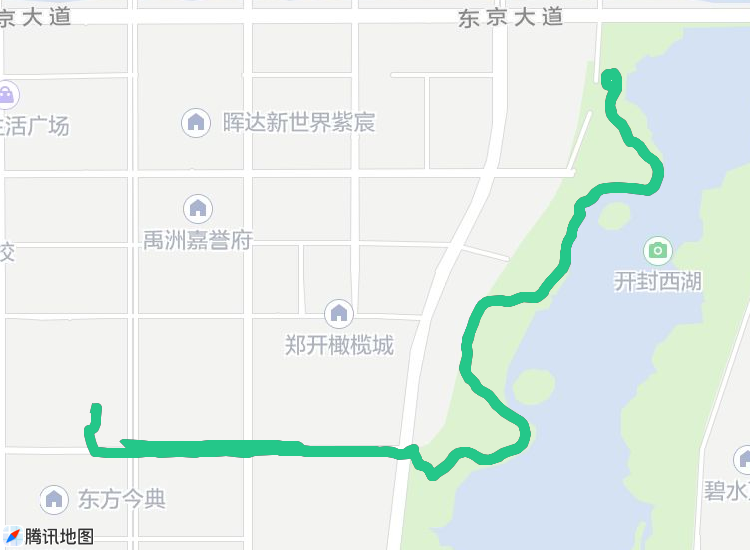 京大道
东京大道
生活广场
晖达新世界紫宸
禹洲嘉誉府
校
开封西湖
郑开橄榄城
东方今典
碧水
腾讯地图